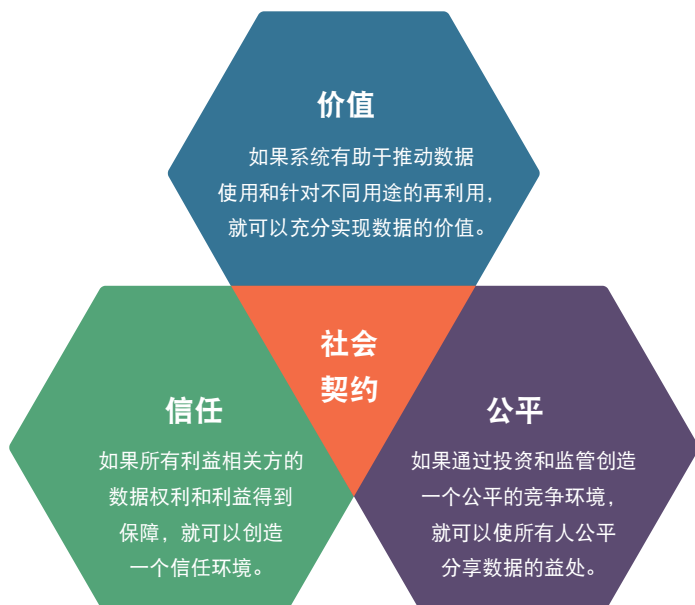 价值
如果系统有助于推动数据
使用和针对不同用途的再利用，
就可以充分实现数据的价值。
社会
契约
信任
如果所有利益相关方的
数据权利和利益得到
保障，就可以创造
一个信任环境。
公平
如果通过投资和监管创造
一个公平的竞争环境，
就可以使所有人公平
分享数据的益处。